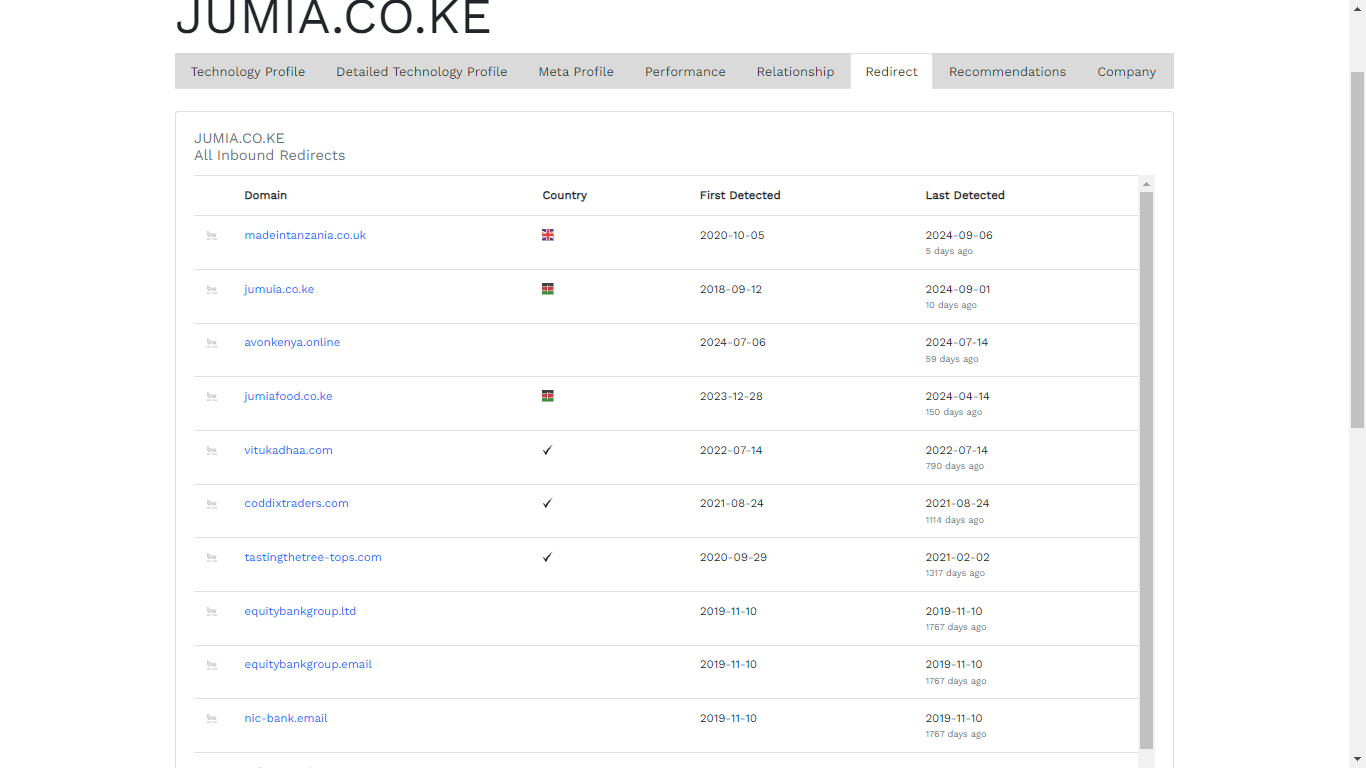 JUMIA.CO.KE
Technology Profile Detailed Technology Profile Meta Profile Performance Relationship Redirect Recommendations Company
JUMIA.CO.KE
All Inbound Redirects
Domain Country First Detected Last Detected
madeintanzania.co.uk 2020-10-05 2024-09-06
5 days ago
jumuia.co.ke 2018-09-12 2024-09-01
10 days ago
avonkenya.online 2024-07-06 2024-07-14
59 days ago
jumiafood.co.ke 2023-12-28 2024-04-14
150 days ago
vitukadhaa.com 2022-07-14 2022-07-14
790 days ago
coddixtraders.com 2021-08-24 2021-08-24
1114 days ago
tastingthetree-tops.com 2020-09-29 2021-02-02
1317 days ago
equitybankgroup.ltd 2019-11-10 2019-11-10
1767 days ago
equitybankgroup.email 2019-11-10 2019-11-10
1767 days ago
nic-bank.email 2019-11-10 2019-11-10
1767 days ago